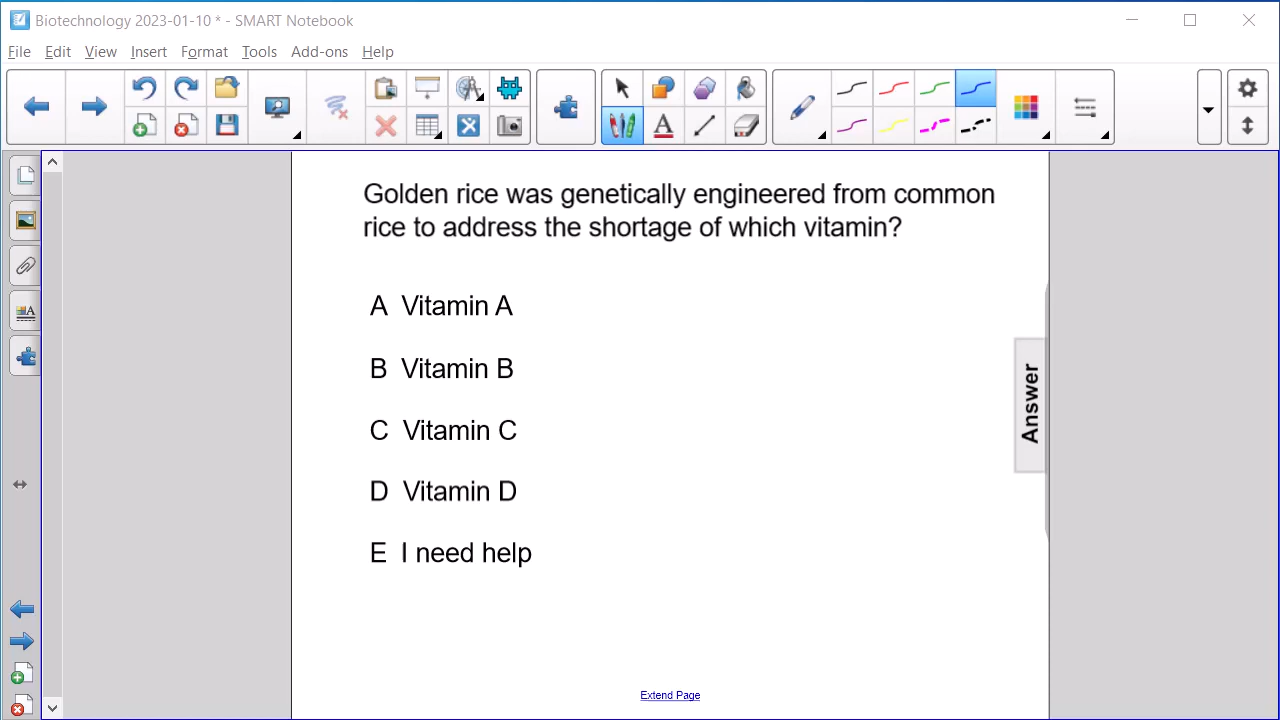 Biotechnology 2023-01-10 * - SMART Notebook
File Edit View Insert Format Tools Add-ons Help
Golden rice was genetically engineered from common
rice to address the shortage of which vitamin?
A Vitamin A
B Vitamin B
C Vitamin C
D Vitamin D
E I need help
Answer
Extend Page